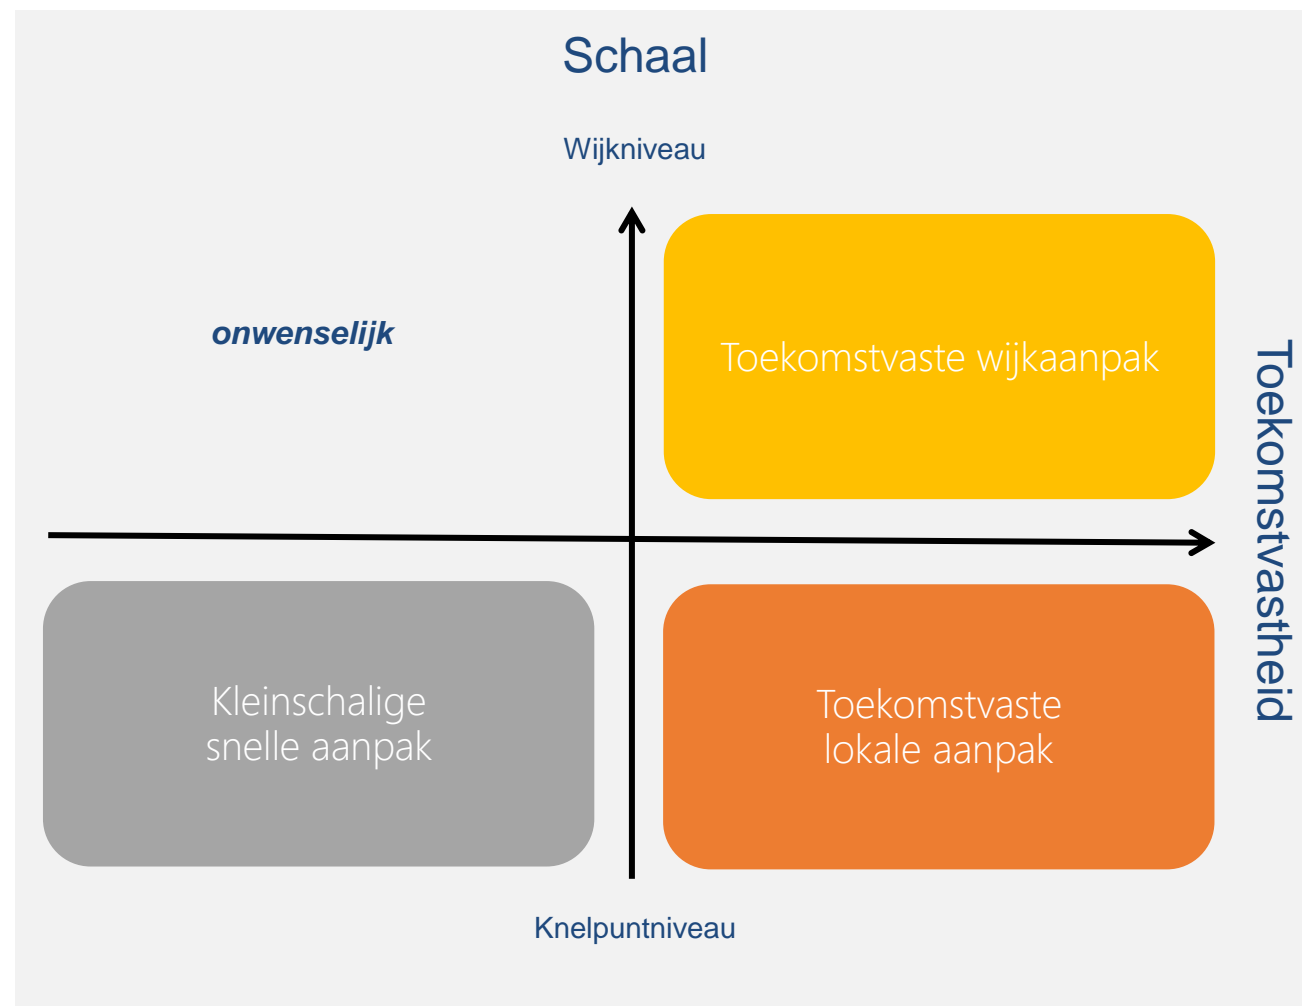 Schaal
Wijkniveau
onwenselijk
Toekomstvaste wijkaanpak
Toekomstvastheid
Kleinschalige
snelle aanpak
Toekomstvaste
lokale aanpak
Knelpuntniveau